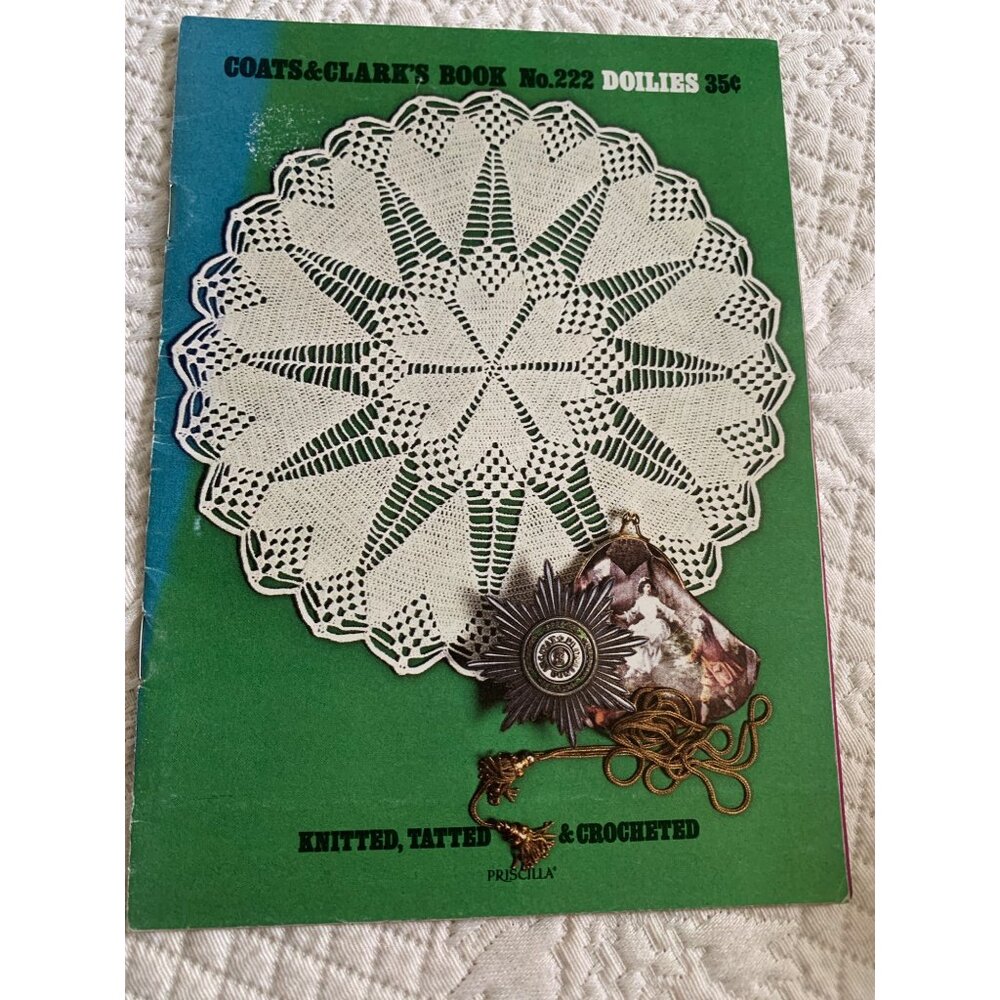 COATS&CLARK'S BOOK No.222 DOILIES 35¢
KNITTED, TATTED & CROCHETED
PRISCILLA®